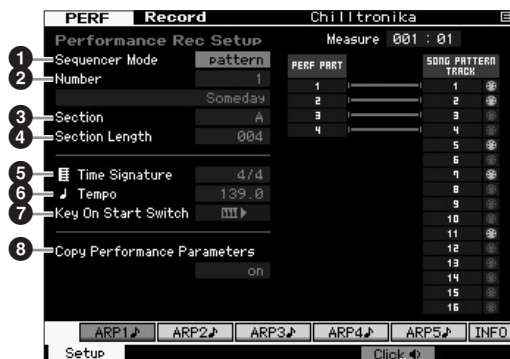 PERF Record Chilltronika
Performance Rec Setup Measure 001 : 01
1 Sequencer Mode pattern
2 Number 1
Someday
3 Section A
4 Section Length 004
5 Time Signature 4/4
6 Tempo 139.0
7 Key On Start Switch
8 Copy Performance Parameters
on
PERF PART SONG PATTERN
TRACK
1 1
2 2
3 3
4 4
5
6
7
8
9
10
11
12
13
14
15
16
ARP1♪ ARP2♪ ARP3♪ ARP4♪ ARP5♪ INFO
Setup Click